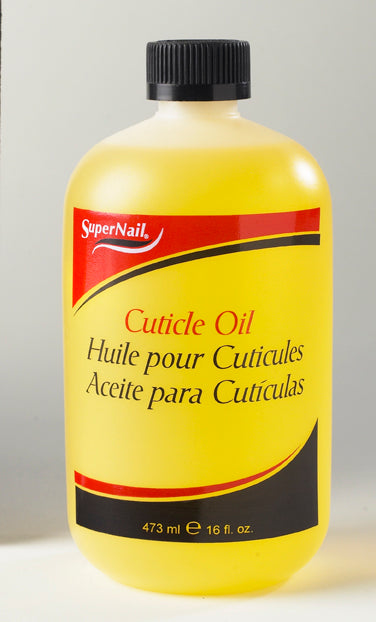 SuperNail®
Cuticle Oil
Huile pour Cuticules
Aceite para Cutículas
473 ml ℮ 16 fl. oz.